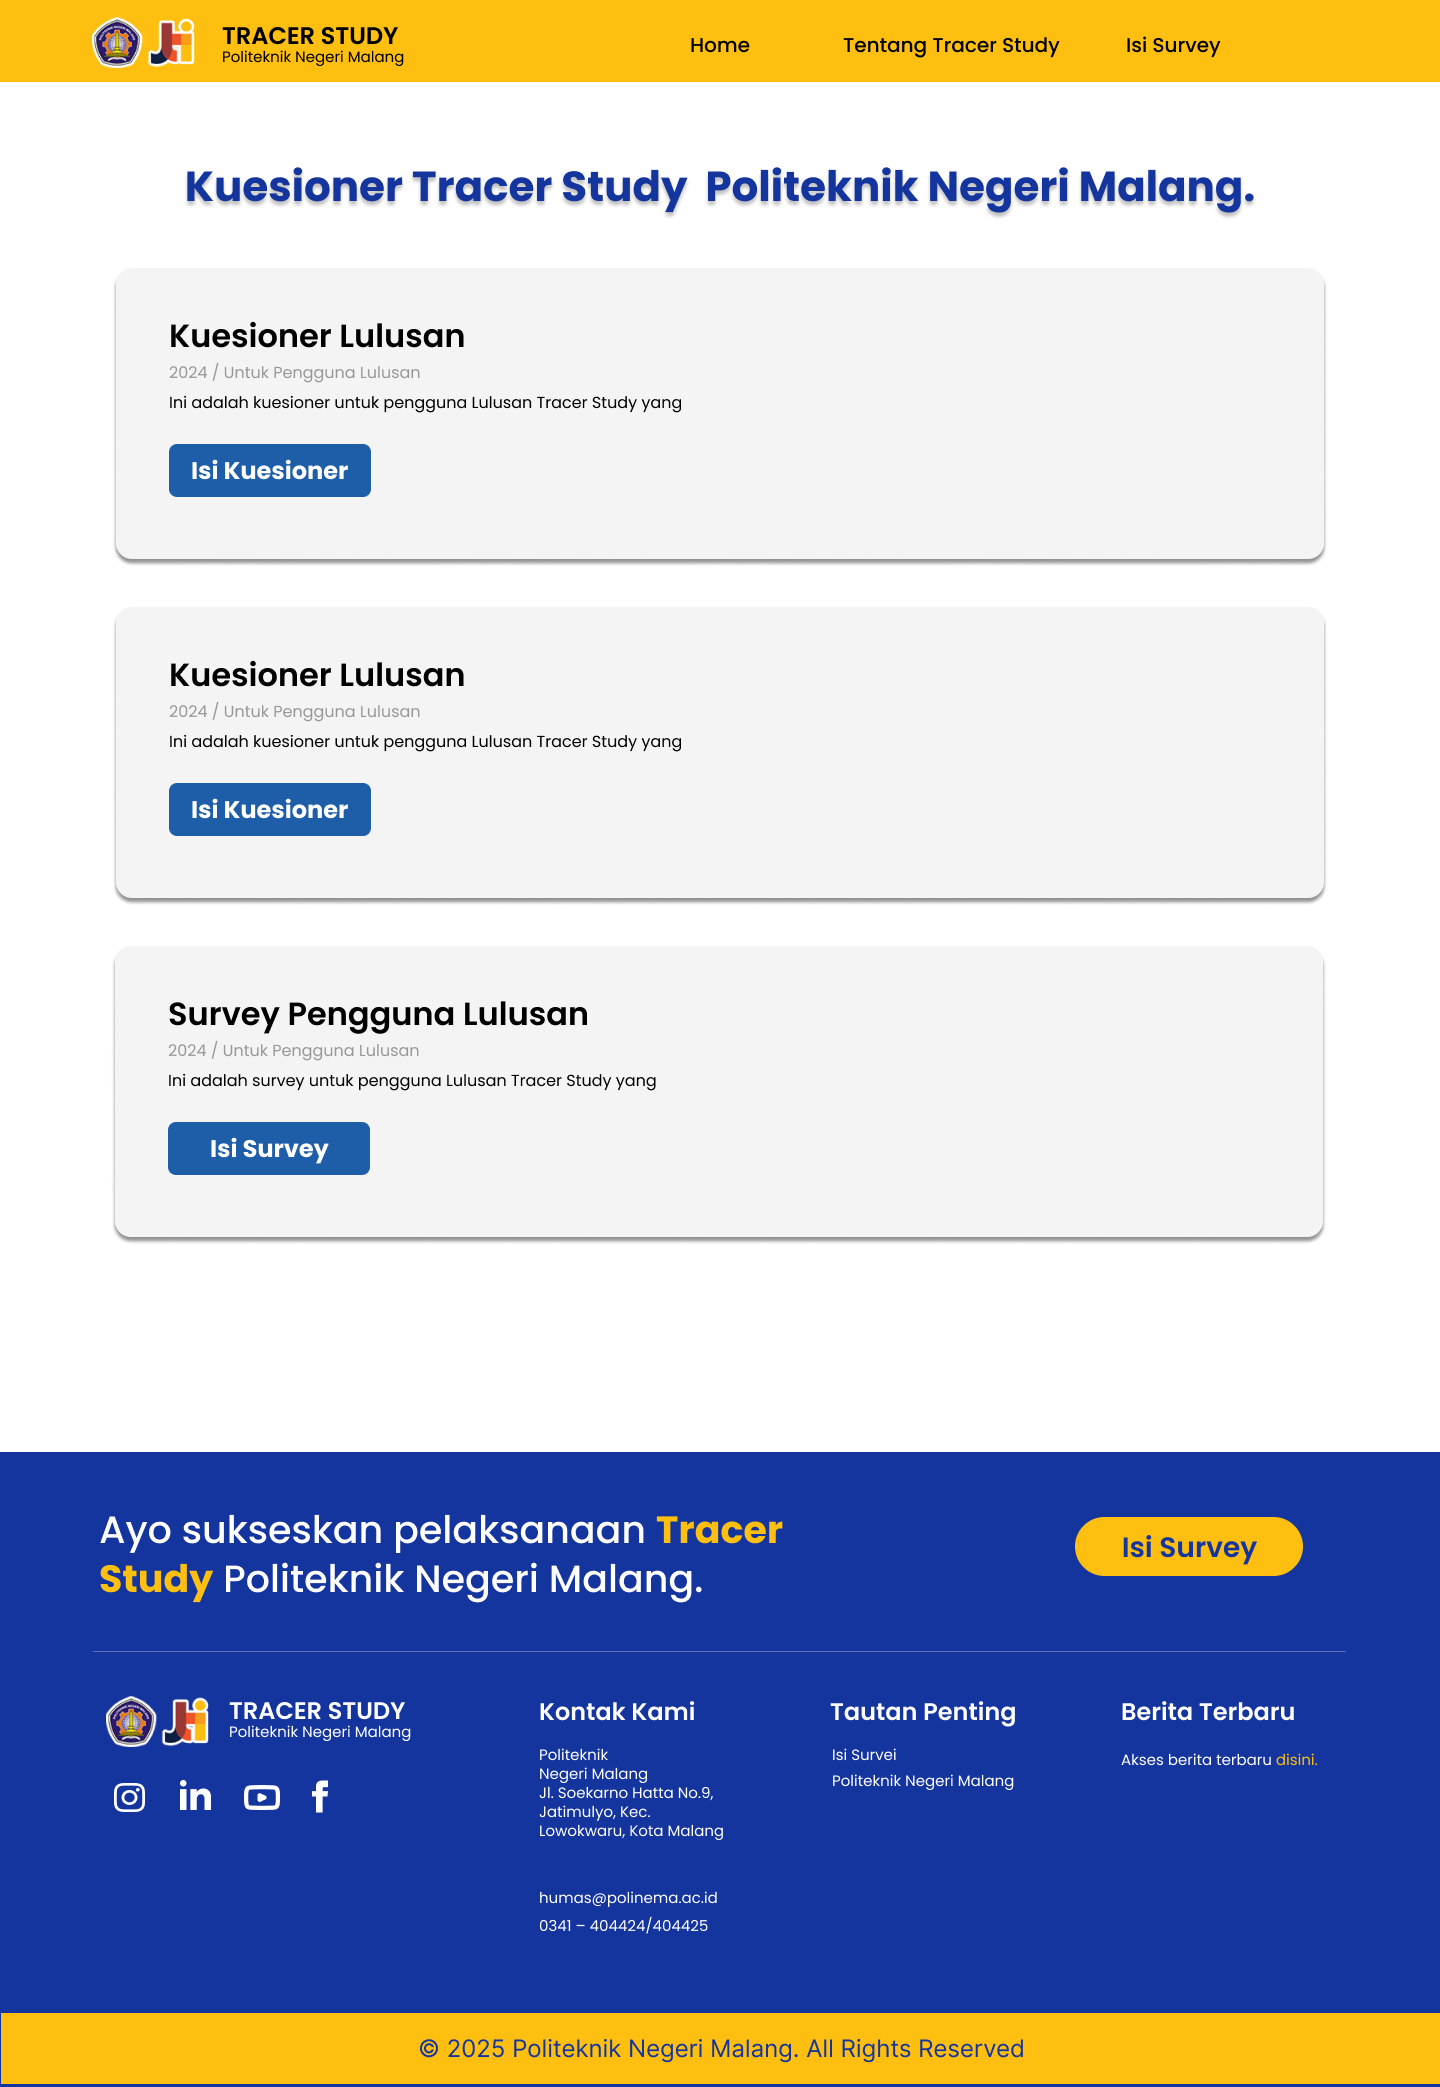 TRACER STUDY
Politeknik Negeri Malang
Home
Tentang Tracer Study
Isi Survey
Kuesioner Tracer Study  Politeknik Negeri Malang.
Kuesioner Lulusan
2024 / Untuk Pengguna Lulusan
Ini adalah kuesioner untuk pengguna Lulusan Tracer Study yang
Isi Kuesioner
Kuesioner Lulusan
2024 / Untuk Pengguna Lulusan
Ini adalah kuesioner untuk pengguna Lulusan Tracer Study yang
Isi Kuesioner
Survey Pengguna Lulusan
2024 / Untuk Pengguna Lulusan
Ini adalah survey untuk pengguna Lulusan Tracer Study yang
Isi Survey
Ayo sukseskan pelaksanaan Tracer
Study Politeknik Negeri Malang.
Isi Survey
TRACER STUDY
Politeknik Negeri Malang
Kontak Kami
Politeknik
Negeri Malang
Jl. Soekarno Hatta No.9,
Jatimulyo, Kec.
Lowokwaru, Kota Malang
humas@polinema.ac.id
0341 – 404424/404425
Tautan Penting
Isi Survei
Politeknik Negeri Malang
Berita Terbaru
Akses berita terbaru disini.
© 2025 Politeknik Negeri Malang. All Rights Reserved